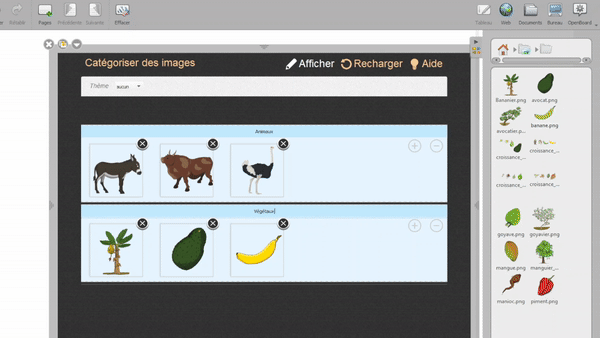 Rétablir Pages Précédente Suivante Effacer Tableau Web Documents Bureau OpenBoard
Catégoriser des images Afficher Recharger Aide
Thème aucun
Animaux
Végétaux
Bananier.png avocat.png
avocatier.png banane.png
croissance_... croissance_...
croissance_... croissance_...
goyave.png goyavier.png
mangue.png manguier_...
manioc.png piment.png